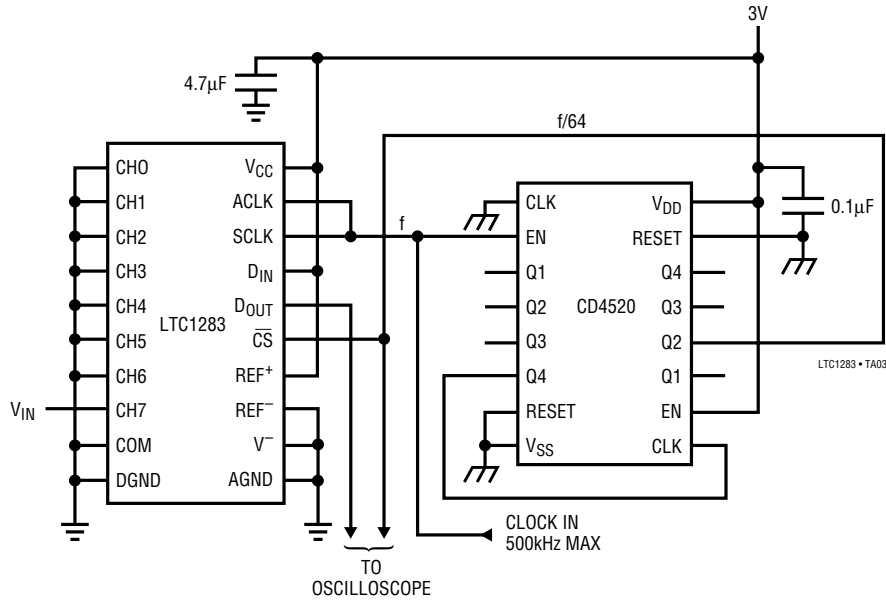 3V
4.7µF
f/64
CH0
CH1
CH2
CH3
CH4
CH5
CH6
CH7
COM
DGND
LTC1283
VCC
ACLK
SCLK
DIN
DOUT
CS
REF+
REF–
V–
AGND
VIN
f
CLK
EN
Q1
Q2
Q3
Q4
RESET
VSS
CD4520
VDD
RESET
Q4
Q3
Q2
Q1
EN
CLK
0.1µF
LTC1283 • TA03
CLOCK IN
500kHz MAX
TO
OSCILLOSCOPE